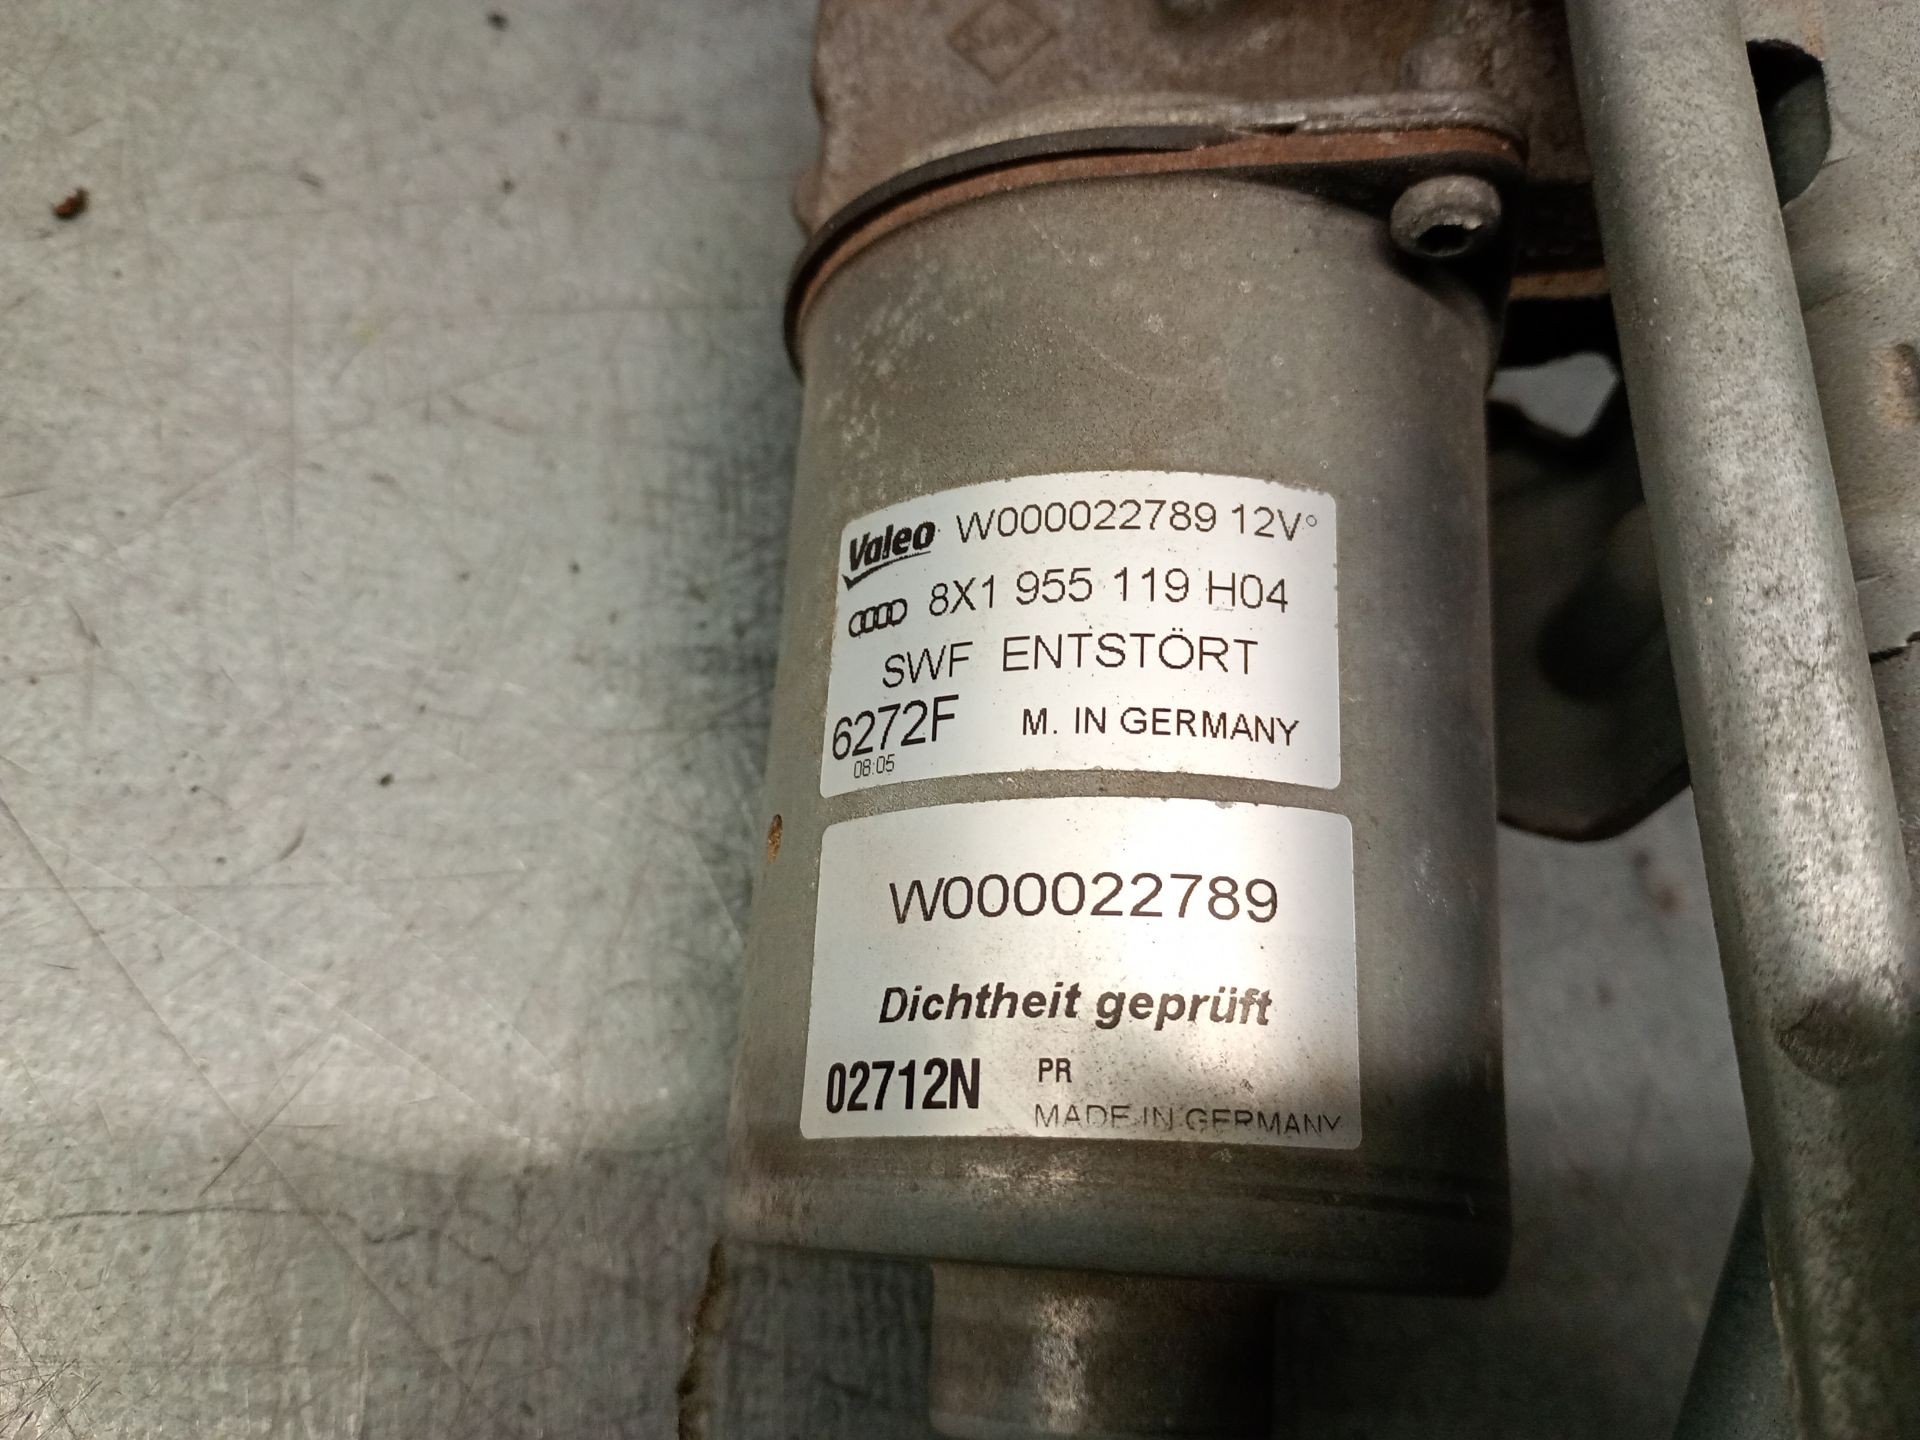 Valeo W000022789 12V°
8X1 955 119 H04
SWF ENTSTÖRT
6272F M. IN GERMANY
08:05
W000022789
Dichtheit geprüft
02712N PR
MADE IN GERMANY